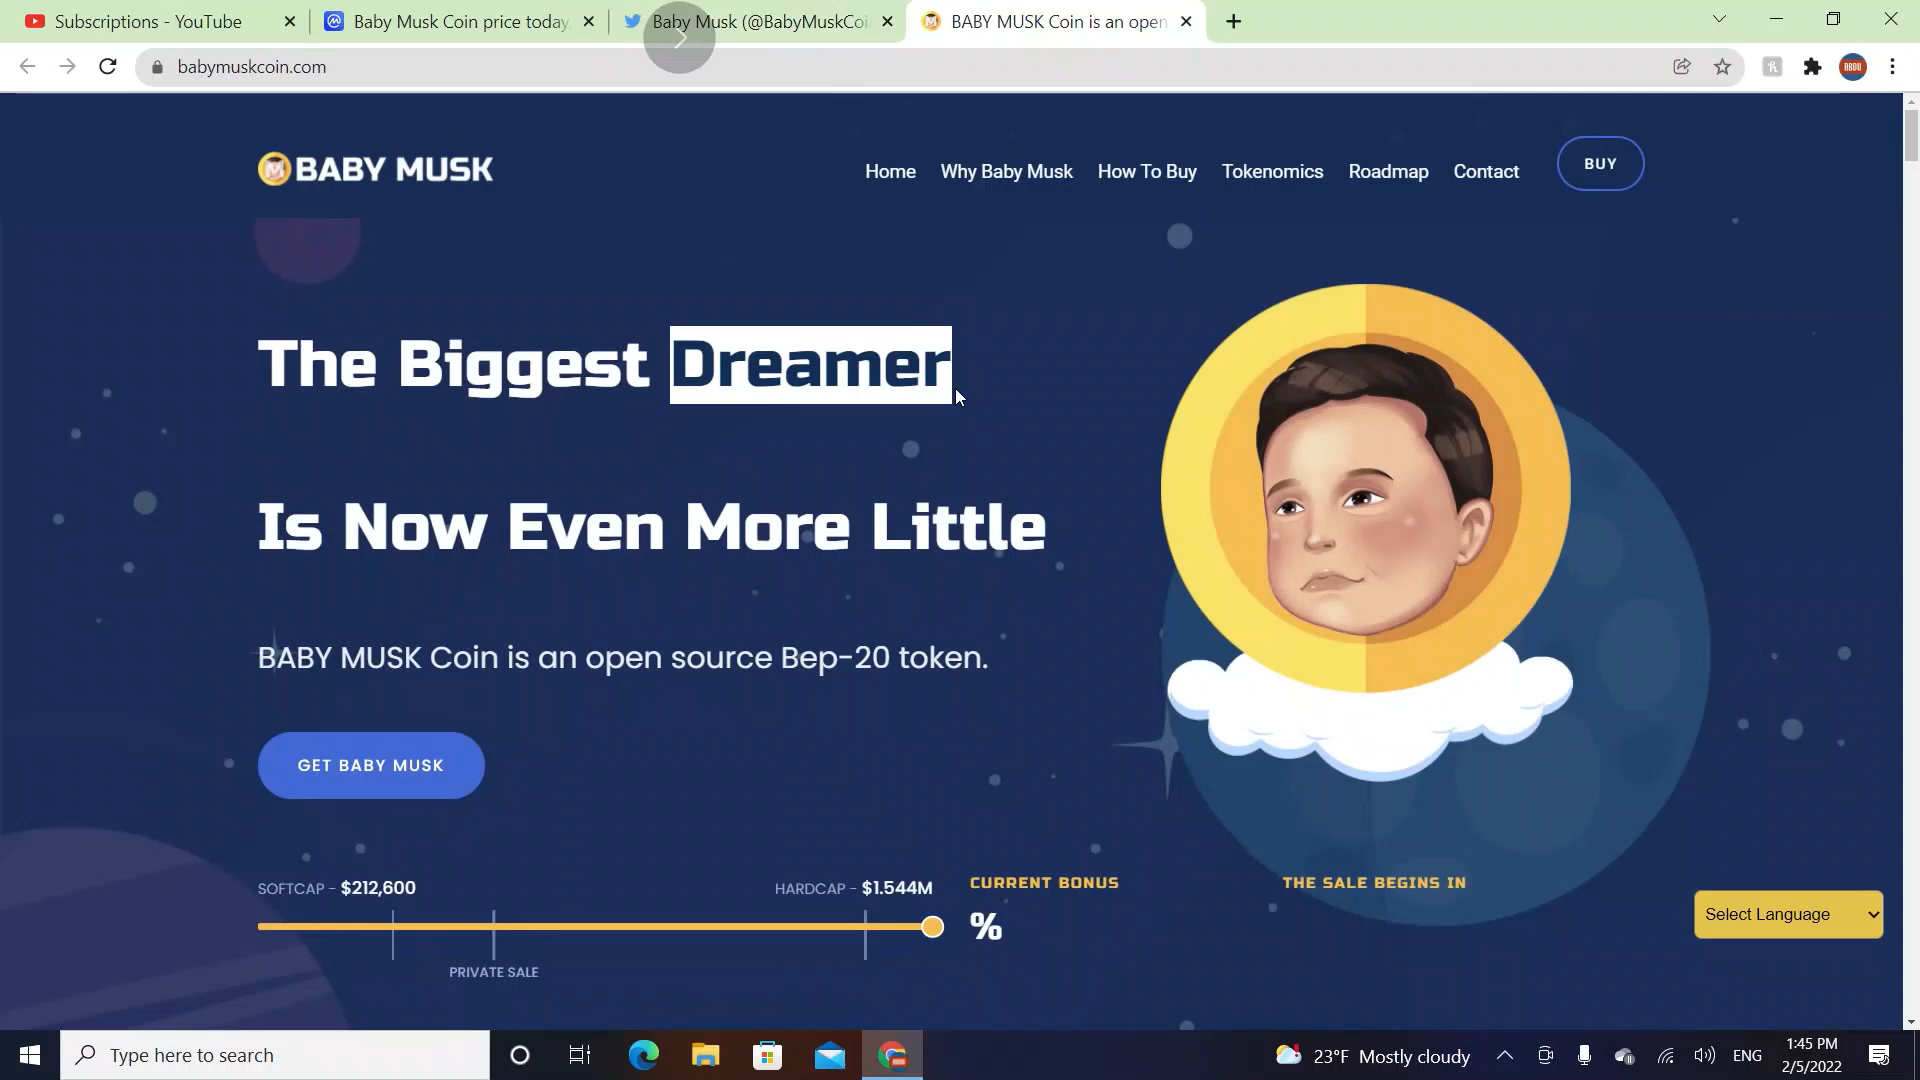 Subscriptions - YouTube
Baby Musk Coin price today,
Baby Musk (@BabyMuskCoi
BABY MUSK Coin is an open
babymuskcoin.com
ABDU
BABY MUSK
Home
Why Baby Musk
How To Buy
Tokenomics
Roadmap
Contact
BUY
The Biggest Dreamer
Is Now Even More Little
BABY MUSK Coin is an open source Bep-20 token.
GET BABY MUSK
SOFTCAP - $212,600
HARDCAP - $1.544M
PRIVATE SALE
CURRENT BONUS
%
THE SALE BEGINS IN
Select Language
Type here to search
23°F Mostly cloudy
ENG
1:45 PM
2/5/2022